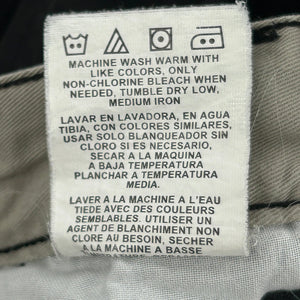 MACHINE WASH WARM WITH
LIKE COLORS, ONLY
NON-CHLORINE BLEACH WHEN
NEEDED, TUMBLE DRY LOW,
MEDIUM IRON
LAVAR EN LAVADORA, EN AGUA
TIBIA, CON COLORES SIMILARES,
USAR SOLO BLANQUEADOR SIN
CLORO SI ES NECESARIO,
SECAR A LA MAQUINA
A BAJA TEMPERATURA
PLANCHAR A TEMPERATURA
MEDIA.
LAVER A LA MACHINE A L'EAU
TIEDE AVEC DES COULEURS
SEMBLABLES. UTILISER UN
AGENT DE BLANCHIMENT NON
CLORE AU BESOIN, SECHER
A LA MACHINE A BASSE